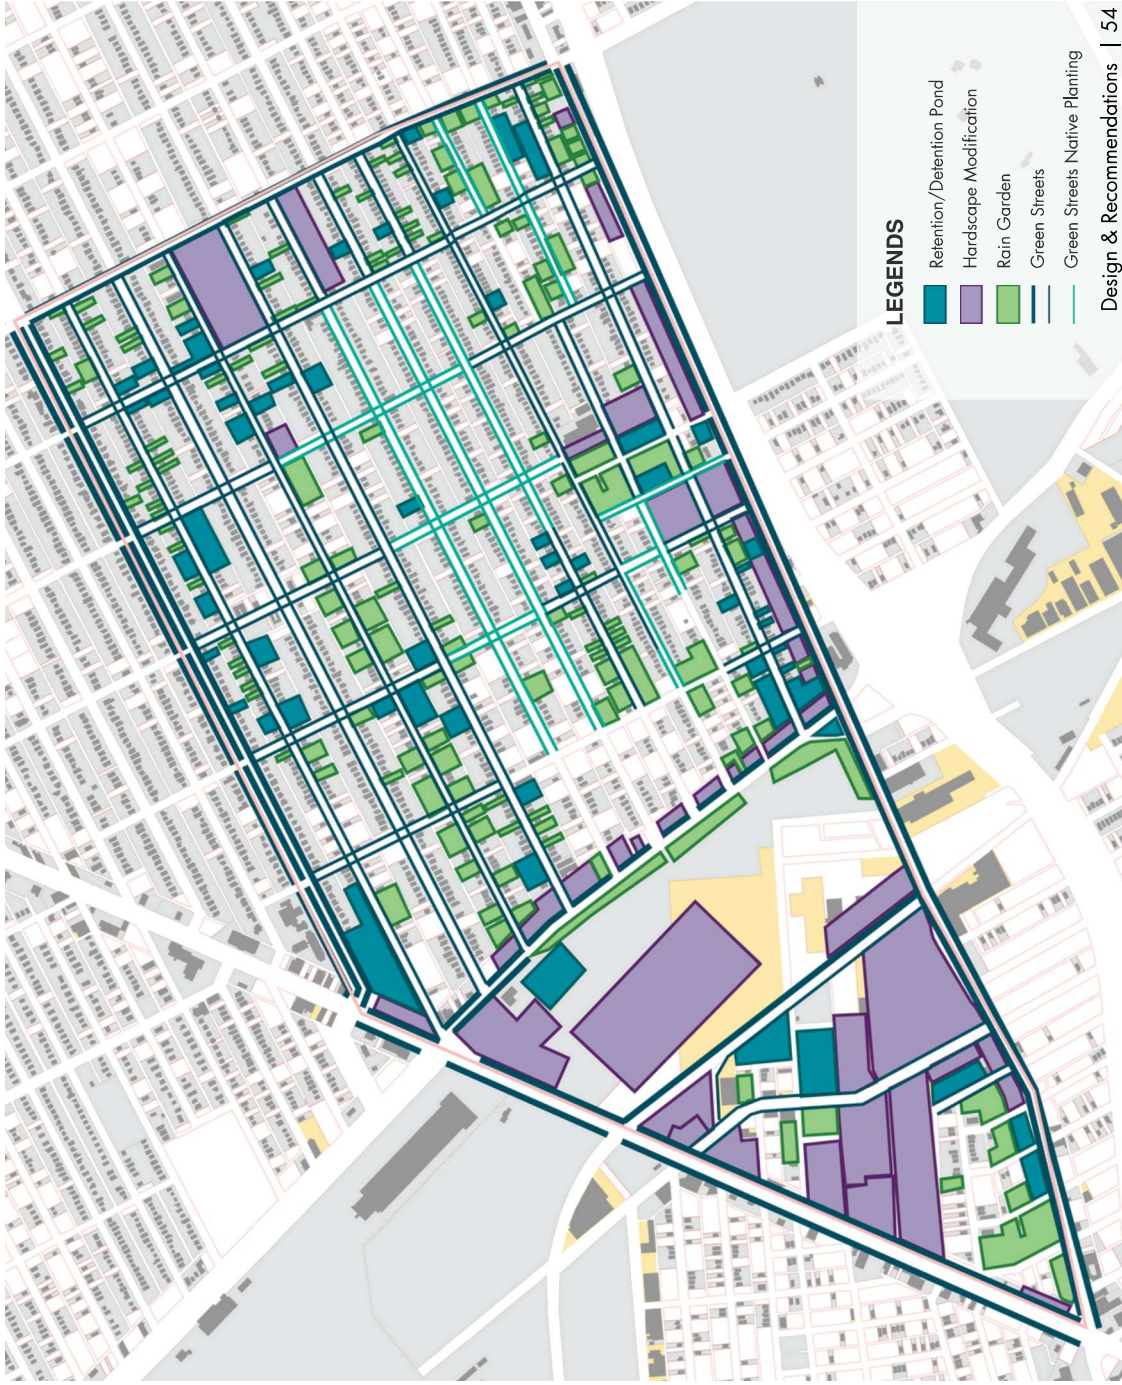 LEGENDS
Retention/Detention Pond
Hardscape Modification
Rain Garden
Green Streets
Green Streets Native Planting
Design & Recommendations | 54